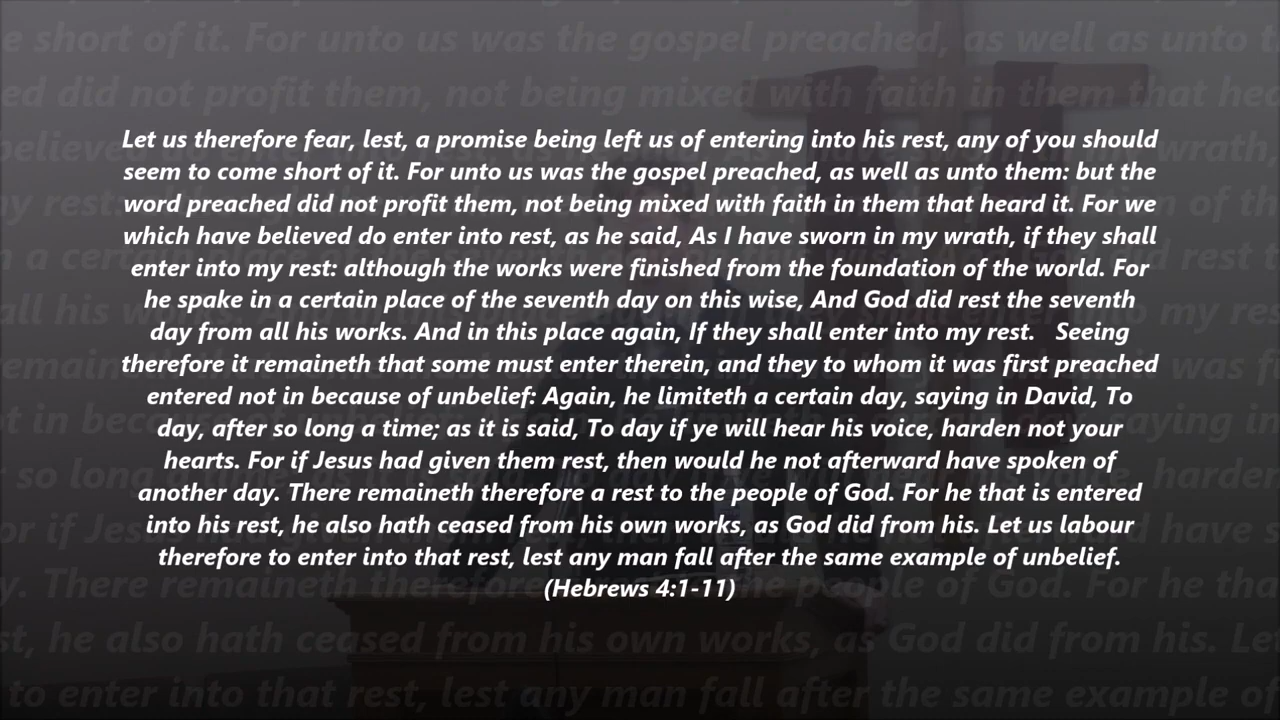 Let us therefore fear, lest, a promise being left us of entering into his rest, any of you should
seem to come short of it. For unto us was the gospel preached, as well as unto them: but the
word preached did not profit them, not being mixed with faith in them that heard it. For we
which have believed do enter into rest, as he said, As I have sworn in my wrath, if they shall
enter into my rest: although the works were finished from the foundation of the world. For
he spake in a certain place of the seventh day on this wise, And God did rest the seventh
day from all his works. And in this place again, If they shall enter into my rest.   Seeing
therefore it remaineth that some must enter therein, and they to whom it was first preached
entered not in because of unbelief: Again, he limiteth a certain day, saying in David, To
day, after so long a time; as it is said, To day if ye will hear his voice, harden not your
hearts. For if Jesus had given them rest, then would he not afterward have spoken of
another day. There remaineth therefore a rest to the people of God. For he that is entered
into his rest, he also hath ceased from his own works, as God did from his. Let us labour
therefore to enter into that rest, lest any man fall after the same example of unbelief.
(Hebrews 4:1-11)